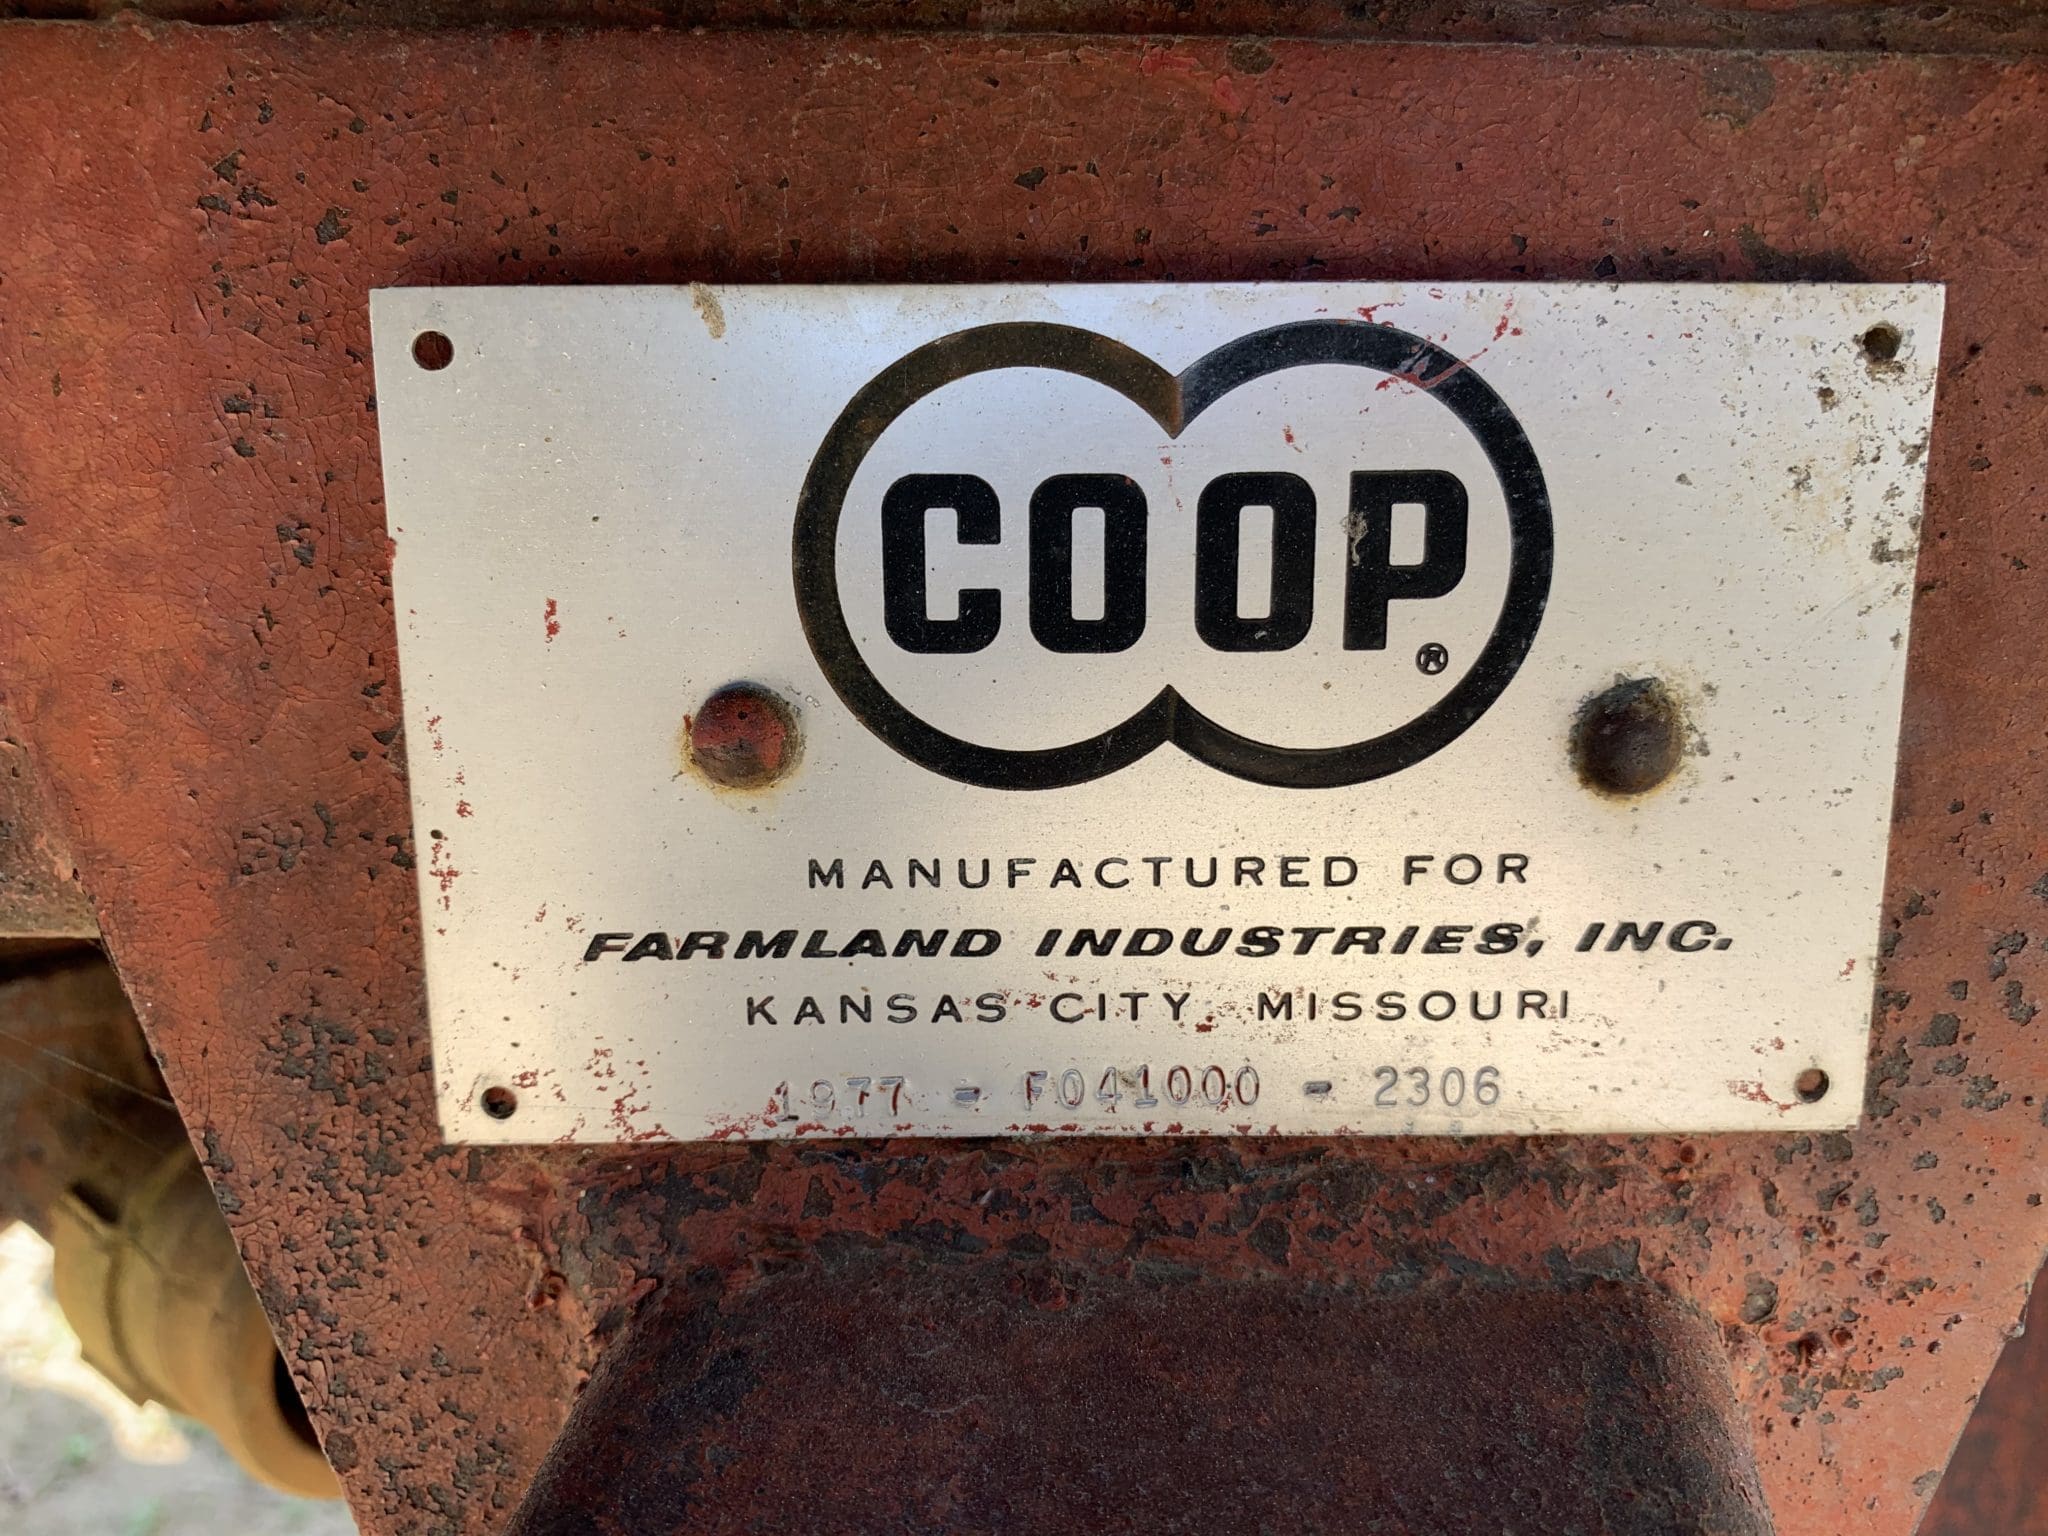 COOP®
MANUFACTURED FOR
FARMLAND INDUSTRIES, INC.
KANSAS CITY, MISSOURI
1977 - F041000 - 2306